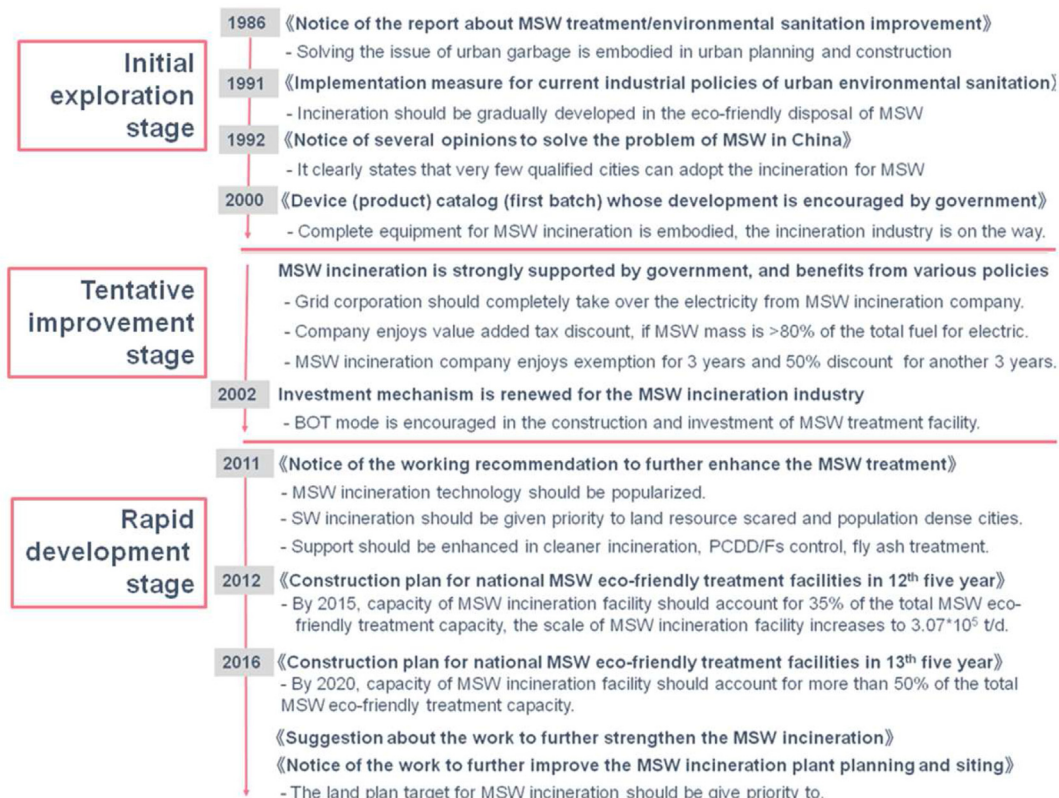 Initial
exploration
stage
1986 《Notice of the report about MSW treatment/environmental sanitation improvement》
- Solving the issue of urban garbage is embodied in urban planning and construction
1991 《Implementation measure for current industrial policies of urban environmental sanitation》
- Incineration should be gradually developed in the eco-friendly disposal of MSW
1992 《Notice of several opinions to solve the problem of MSW in China》
- It clearly states that very few qualified cities can adopt the incineration for MSW
2000 《Device (product) catalog (first batch) whose development is encouraged by government》
- Complete equipment for MSW incineration is embodied, the incineration industry is on the way.
Tentative
improvement
stage
MSW incineration is strongly supported by government, and benefits from various policies
- Grid corporation should completely take over the electricity from MSW incineration company.
- Company enjoys value added tax discount, if MSW mass is >80% of the total fuel for electric.
- MSW incineration company enjoys exemption for 3 years and 50% discount for another 3 years.
2002 Investment mechanism is renewed for the MSW incineration industry
- BOT mode is encouraged in the construction and investment of MSW treatment facility.
Rapid
development
stage
2011 《Notice of the working recommendation to further enhance the MSW treatment》
- MSW incineration technology should be popularized.
- SW incineration should be given priority to land resource scared and population dense cities.
- Support should be enhanced in cleaner incineration, PCDD/Fs control, fly ash treatment.
2012 《Construction plan for national MSW eco-friendly treatment facilities in 12th five year》
- By 2015, capacity of MSW incineration facility should account for 35% of the total MSW eco-
friendly treatment capacity, the scale of MSW incineration facility increases to 3.07*10⁵ t/d.
2016 《Construction plan for national MSW eco-friendly treatment facilities in 13th five year》
- By 2020, capacity of MSW incineration facility should account for more than 50% of the total
MSW eco-friendly treatment capacity.
《Suggestion about the work to further strengthen the MSW incineration》
《Notice of the work to further improve the MSW incineration plant planning and siting》
- The land plan target for MSW incineration should be give priority to.